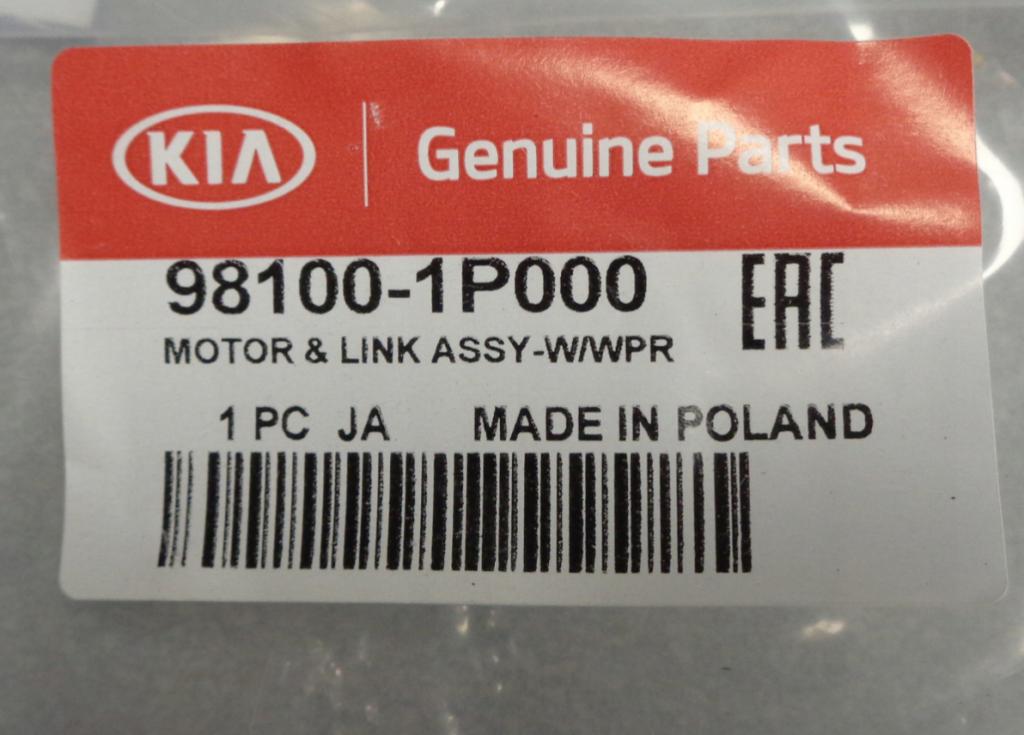 KIA Genuine Parts
98100-1P000 EAC
MOTOR & LINK ASSY-W/WPR
1 PC JA MADE IN POLAND